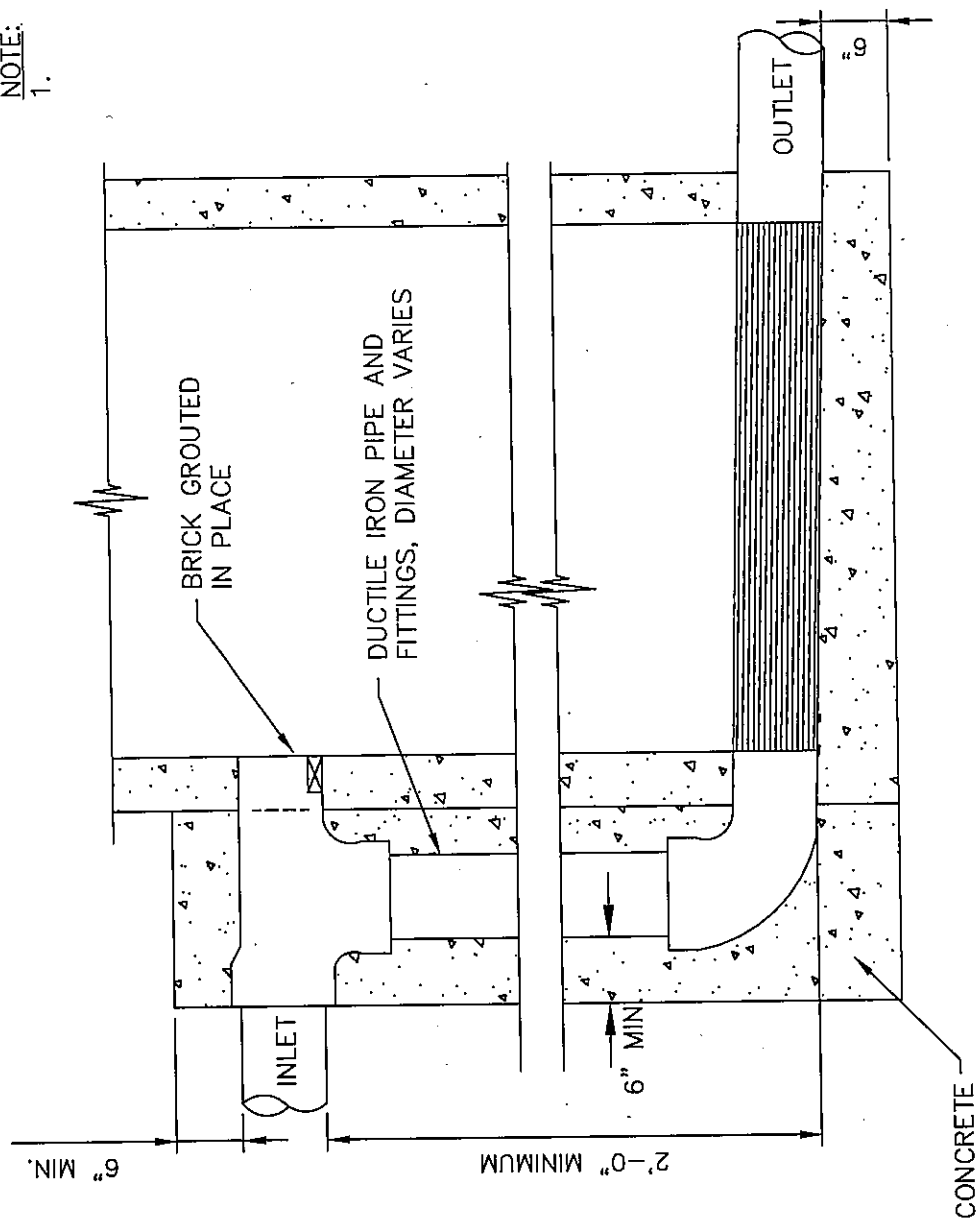 NOTE:
1.
BRICK GROUTED
IN PLACE
DUCTILE IRON PIPE AND
FITTINGS, DIAMETER VARIES
6" MIN.
INLET
2'-0" MINIMUM
6" MIN
OUTLET
6"
CONCRETE